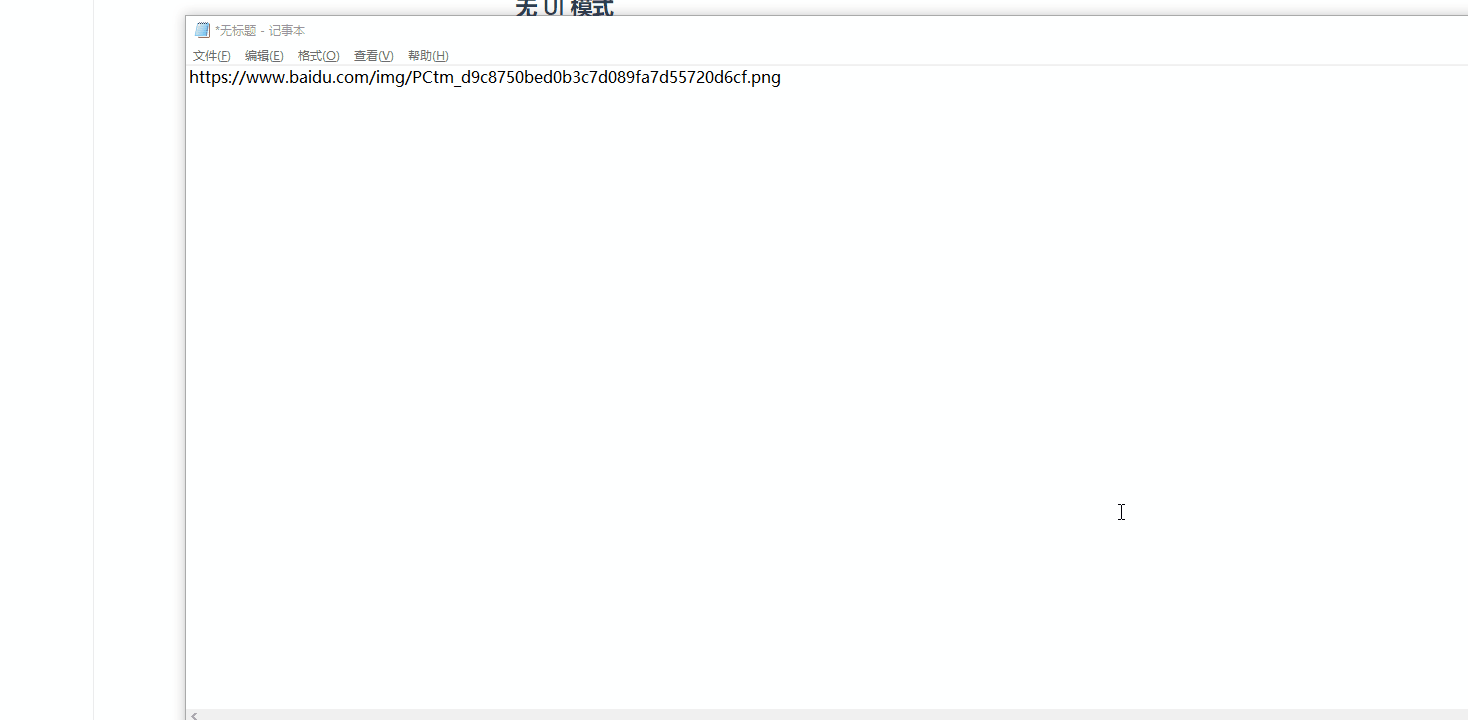 无 UI 模式
*无标题 - 记事本
文件(F) 编辑(E) 格式(O) 查看(V) 帮助(H)
https://www.baidu.com/img/PCtm_d9c8750bed0b3c7d089fa7d55720d6cf.png